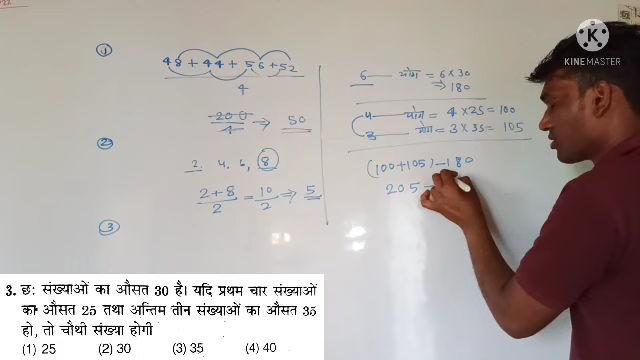 KINEMASTER
①
48+44+56+52
4
200
4
⇒ 50
②
2, 4, 6, 8
2+8
2
= 10
2
⇒ 5
③
6 — योग = 6×30
⇒ 180
4 — योग = 4×25=100
3 — योग = 3×35= 105
(100+105)-180
205-
3. छः संख्याओं का औसत 30 है। यदि प्रथम चार संख्याओं
का औसत 25 तथा अन्तिम तीन संख्याओं का औसत 35
हो, तो चौथी संख्या होगी
(1) 25 (2) 30 (3) 35 (4) 40